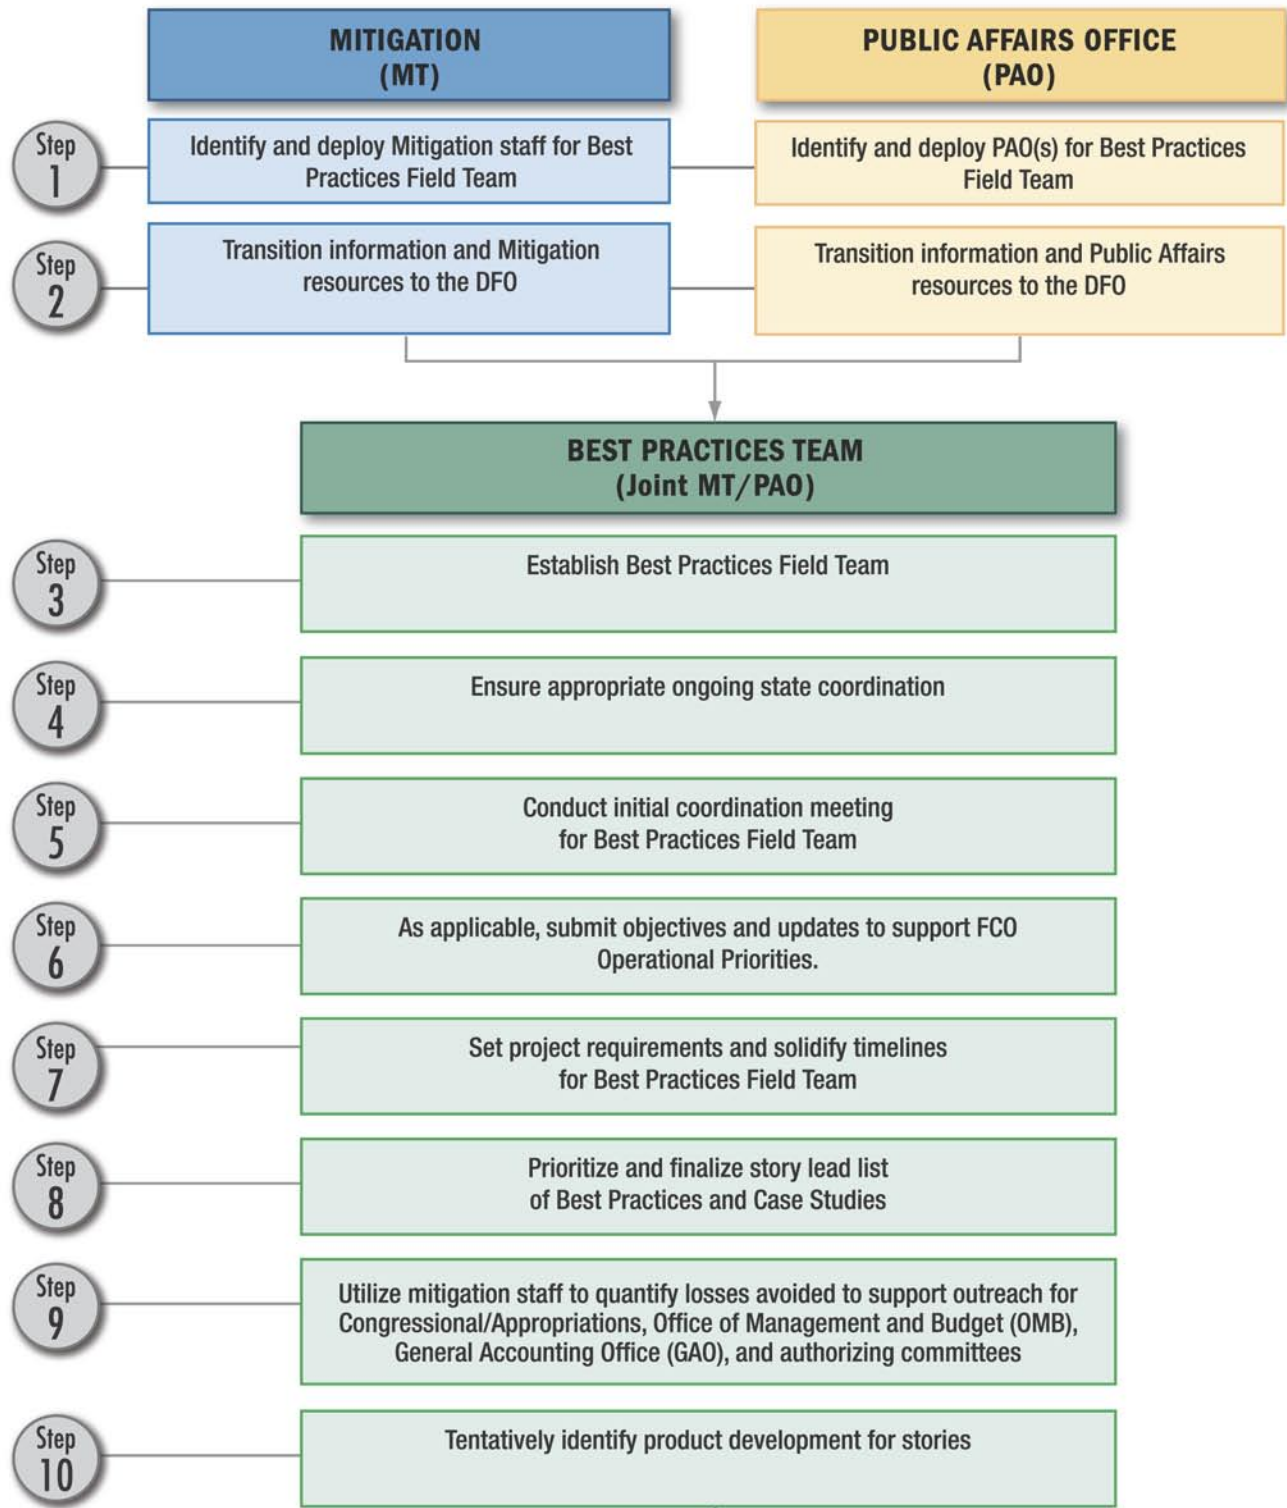 MITIGATION
(MT)
PUBLIC AFFAIRS OFFICE
(PAO)
Step
1
Identify and deploy Mitigation staff for Best
Practices Field Team
Identify and deploy PAO(s) for Best Practices
Field Team
Step
2
Transition information and Mitigation
resources to the DFO
Transition information and Public Affairs
resources to the DFO
BEST PRACTICES TEAM
(Joint MT/PAO)
Step
3
Establish Best Practices Field Team
Step
4
Ensure appropriate ongoing state coordination
Step
5
Conduct initial coordination meeting
for Best Practices Field Team
Step
6
As applicable, submit objectives and updates to support FCO
Operational Priorities.
Step
7
Set project requirements and solidify timelines
for Best Practices Field Team
Step
8
Prioritize and finalize story lead list
of Best Practices and Case Studies
Step
9
Utilize mitigation staff to quantify losses avoided to support outreach for
Congressional/Appropriations, Office of Management and Budget (OMB),
General Accounting Office (GAO), and authorizing committees
Step
10
Tentatively identify product development for stories